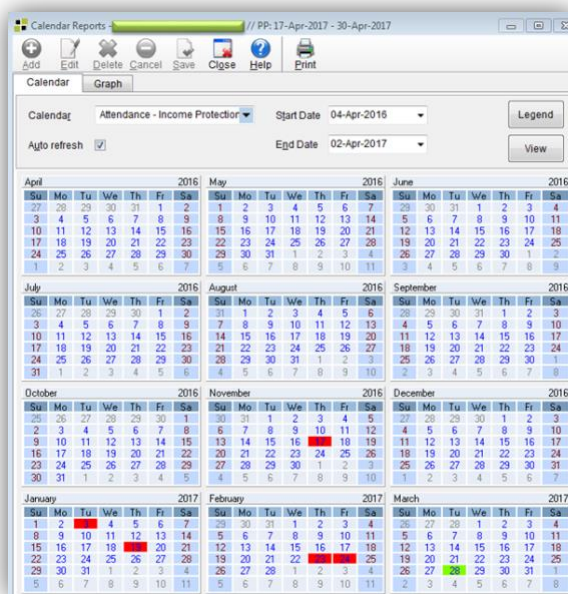 Calendar Reports - // PP: 17-Apr-2017 - 30-Apr-2017
Add Edit Delete Cancel Save Close Help Print
Calendar Graph
Calendar Attendance - Income Protection Start Date 04-Apr-2016 Legend
Auto refresh End Date 02-Apr-2017 View
April 2016
Su Mo Tu We Th Fr Sa
27 28 29 30 31 1 2
3 4 5 6 7 8 9
10 11 12 13 14 15 16
17 18 19 20 21 22 23
24 25 26 27 28 29 30
1 2 3 4 5 6 7
May 2016
Su Mo Tu We Th Fr Sa
1 2 3 4 5 6 7
8 9 10 11 12 13 14
15 16 17 18 19 20 21
22 23 24 25 26 27 28
29 30 31 1 2 3 4
5 6 7 8 9 10 11
June 2016
Su Mo Tu We Th Fr Sa
29 30 31 1 2 3 4
5 6 7 8 9 10 11
12 13 14 15 16 17 18
19 20 21 22 23 24 25
26 27 28 29 30 1 2
3 4 5 6 7 8 9
July 2016
Su Mo Tu We Th Fr Sa
26 27 28 29 30 1 2
3 4 5 6 7 8 9
10 11 12 13 14 15 16
17 18 19 20 21 22 23
24 25 26 27 28 29 30
31 1 2 3 4 5 6
August 2016
Su Mo Tu We Th Fr Sa
31 1 2 3 4 5 6
7 8 9 10 11 12 13
14 15 16 17 18 19 20
21 22 23 24 25 26 27
28 29 30 31 1 2 3
4 5 6 7 8 9 10
September 2016
Su Mo Tu We Th Fr Sa
28 29 30 31 1 2 3
4 5 6 7 8 9 10
11 12 13 14 15 16 17
18 19 20 21 22 23 24
25 26 27 28 29 30 1
2 3 4 5 6 7 8
October 2016
Su Mo Tu We Th Fr Sa
25 26 27 28 29 30 1
2 3 4 5 6 7 8
9 10 11 12 13 14 15
16 17 18 19 20 21 22
23 24 25 26 27 28 29
30 31 1 2 3 4 5
November 2016
Su Mo Tu We Th Fr Sa
30 31 1 2 3 4 5
6 7 8 9 10 11 12
13 14 15 16 17 18 19
20 21 22 23 24 25 26
27 28 29 30 1 2 3
4 5 6 7 8 9 10
December 2016
Su Mo Tu We Th Fr Sa
27 28 29 30 1 2 3
4 5 6 7 8 9 10
11 12 13 14 15 16 17
18 19 20 21 22 23 24
25 26 27 28 29 30 31
1 2 3 4 5 6 7
January 2017
Su Mo Tu We Th Fr Sa
1 2 3 4 5 6 7
8 9 10 11 12 13 14
15 16 17 18 19 20 21
22 23 24 25 26 27 28
29 30 31 1 2 3 4
5 6 7 8 9 10 11
February 2017
Su Mo Tu We Th Fr Sa
29 30 31 1 2 3 4
5 6 7 8 9 10 11
12 13 14 15 16 17 18
19 20 21 22 23 24 25
26 27 28 1 2 3 4
5 6 7 8 9 10 11
March 2017
Su Mo Tu We Th Fr Sa
26 27 28 1 2 3 4
5 6 7 8 9 10 11
12 13 14 15 16 17 18
19 20 21 22 23 24 25
26 27 28 29 30 31 1
2 3 4 5 6 7 8